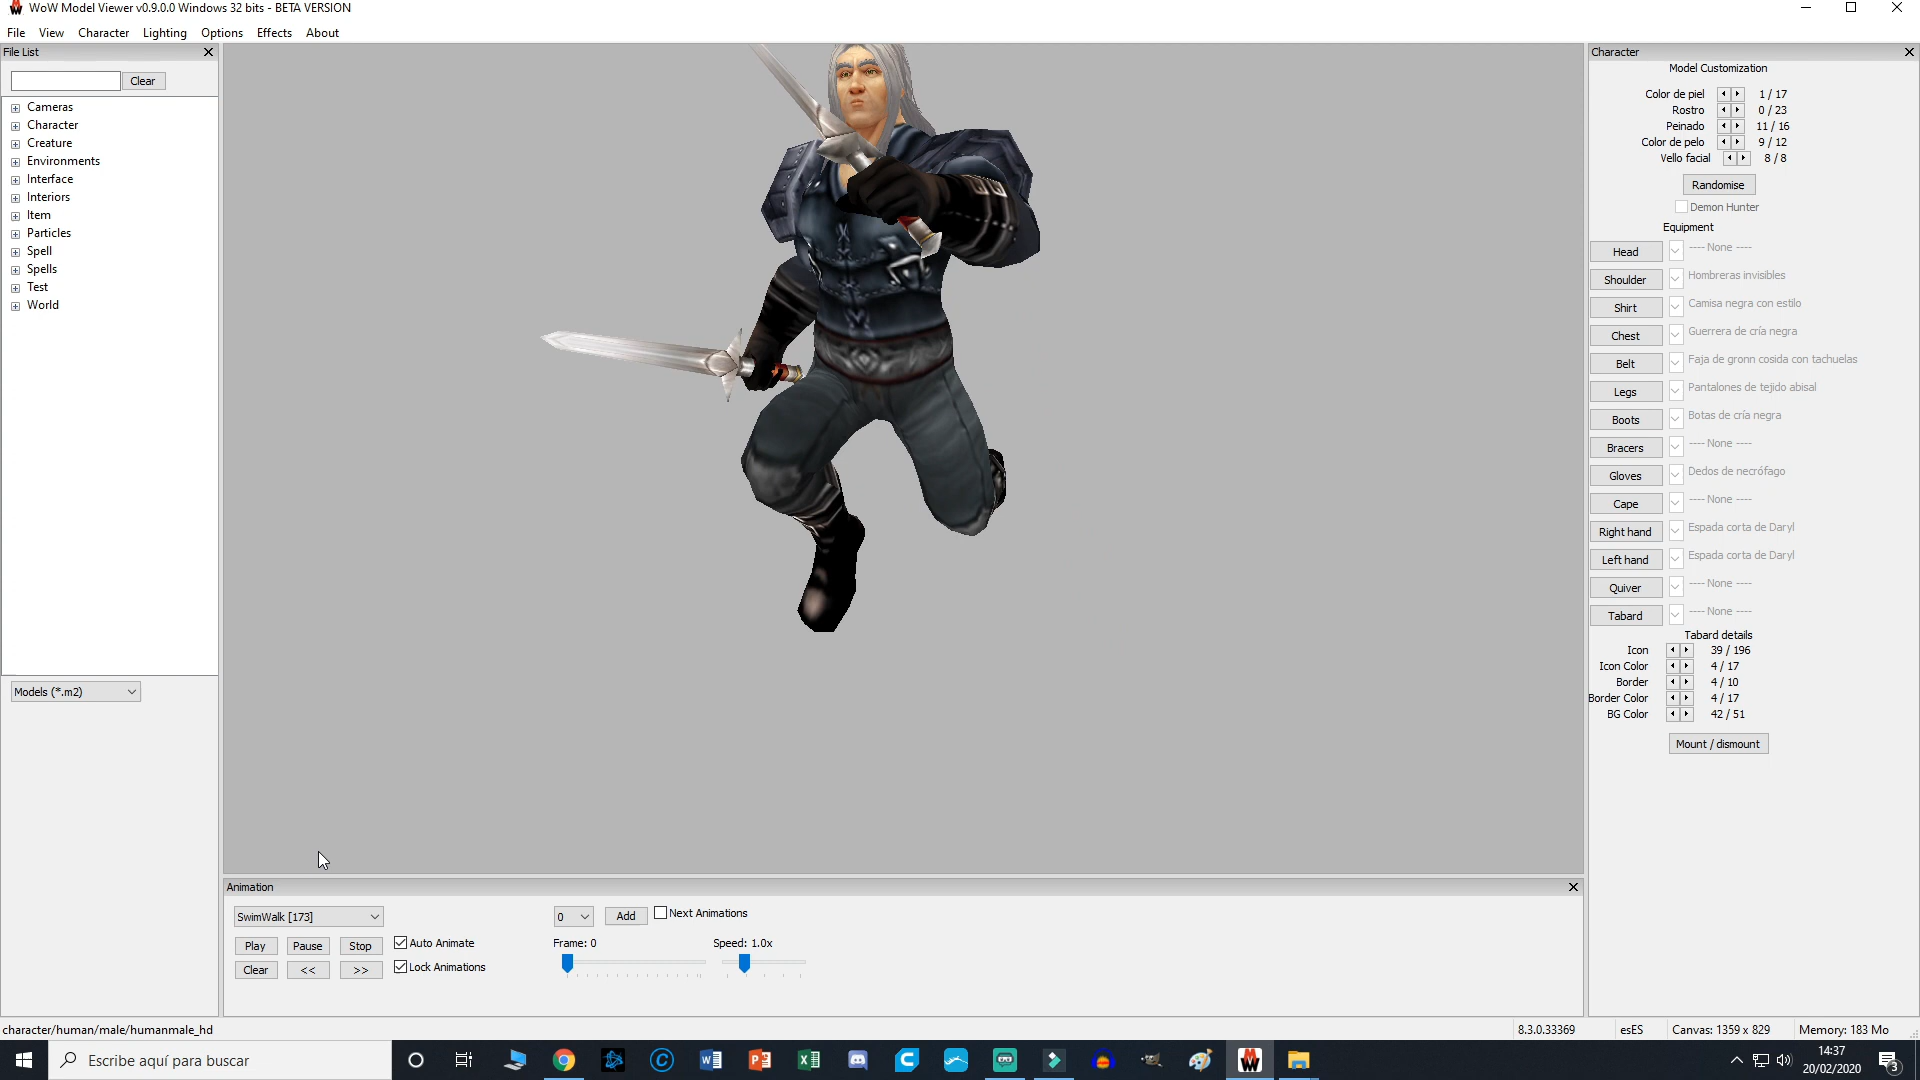 WoW Model Viewer v0.9.0.0 Windows 32 bits - BETA VERSION
File View Character Lighting Options Effects About
File List
Clear
Cameras
Character
Creature
Environments
Interface
Interiors
Item
Particles
Spell
Spells
Test
World
Models (*.m2)
Animation
SwimWalk [173]
0
Add
Next Animations
Play
Pause
Stop
Auto Animate
Frame: 0
Speed: 1.0x
Clear
<<
>>
Lock Animations
Character
Model Customization
Color de piel 1 / 17
Rostro 0 / 23
Peinado 11 / 16
Color de pelo 9 / 12
Vello facial 8 / 8
Randomise
Demon Hunter
Equipment
Head ---- None ----
Shoulder Hombreras invisibles
Shirt Camisa negra con estilo
Chest Guerrera de cría negra
Belt Faja de gronn cosida con tachuelas
Legs Pantalones de tejido abisal
Boots Botas de cría negra
Bracers ---- None ----
Gloves Dedos de necrófago
Cape ---- None ----
Right hand Espada corta de Daryl
Left hand Espada corta de Daryl
Quiver ---- None ----
Tabard ---- None ----
Tabard details
Icon 39 / 196
Icon Color 4 / 17
Border 4 / 10
Border Color 4 / 17
BG Color 42 / 51
Mount / dismount
character/human/male/humanmale_hd
8.3.0.33369
esES
Canvas: 1359 x 829
Memory: 183 Mo
Escribe aquí para buscar
14:37
20/02/2020
3